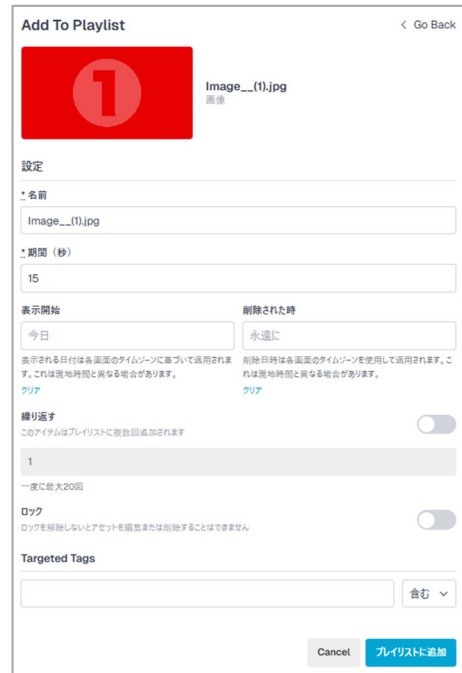 Add To Playlist
< Go Back
1
Image__(1).jpg
画像
設定
* 名前
Image__(1).jpg
* 期間（秒）
15
表示開始
削除された時
今日
永遠に
表示される日付は各画面のタイムゾーンに基づいて適用されま
す。これは現地時間と異なる場合があります。
削除日時は各画面のタイムゾーンを使用して適用されます。こ
れは現地時間と異なる場合があります。
クリア
クリア
繰り返す
このアイテムはプレイリストに複数回追加されます
1
一度に最大20回
ロック
ロックを解除しないとアセットを編集または削除することはできません
Targeted Tags
含む
Cancel
プレイリストに追加